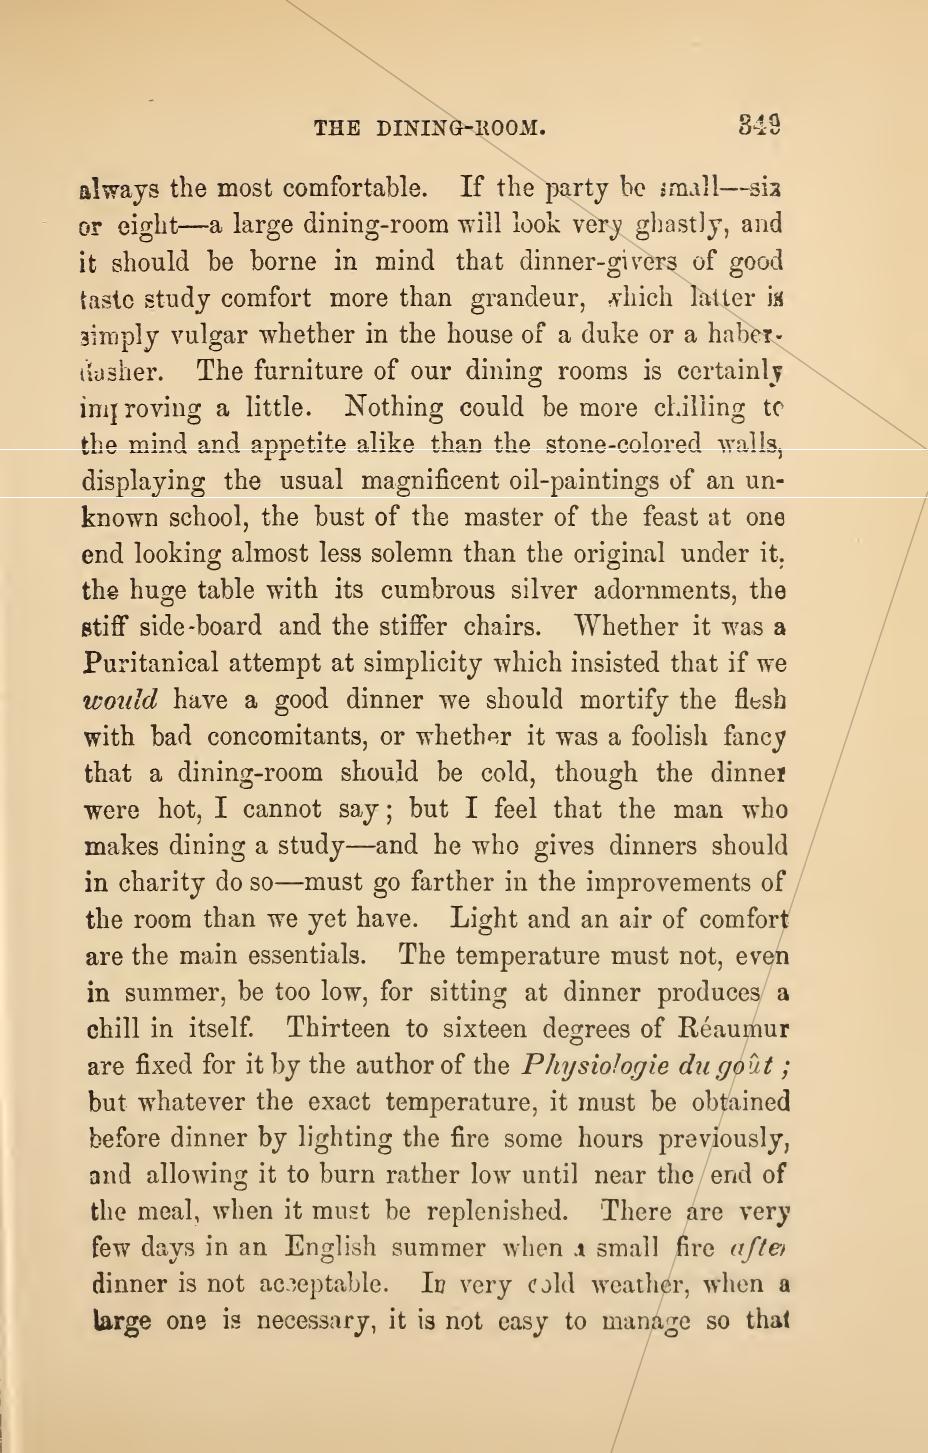 THE DINING-ROOM. 349
always the most comfortable. If the party be small—six
or eight—a large dining-room will look very ghastly, and
it should be borne in mind that dinner-givers of good
taste study comfort more than grandeur, which latter is
simply vulgar whether in the house of a duke or a haber-
dasher. The furniture of our dining rooms is certainly
improving a little. Nothing could be more chilling to
the mind and appetite alike than the stone-colored walls,
displaying the usual magnificent oil-paintings of an un-
known school, the bust of the master of the feast at one
end looking almost less solemn than the original under it,
the huge table with its cumbrous silver adornments, the
stiff side-board and the stiffer chairs. Whether it was a
Puritanical attempt at simplicity which insisted that if we
would have a good dinner we should mortify the flesh
with bad concomitants, or whether it was a foolish fancy
that a dining-room should be cold, though the dinner
were hot, I cannot say; but I feel that the man who
makes dining a study—and he who gives dinners should
in charity do so—must go farther in the improvements of
the room than we yet have. Light and an air of comfort
are the main essentials. The temperature must not, even
in summer, be too low, for sitting at dinner produces a
chill in itself. Thirteen to sixteen degrees of Réaumur
are fixed for it by the author of the Physiologie du goût;
but whatever the exact temperature, it must be obtained
before dinner by lighting the fire some hours previously,
and allowing it to burn rather low until near the end of
the meal, when it must be replenished. There are very
few days in an English summer when a small fire after
dinner is not acceptable. In very cold weather, when a
large one is necessary, it is not easy to manage so that